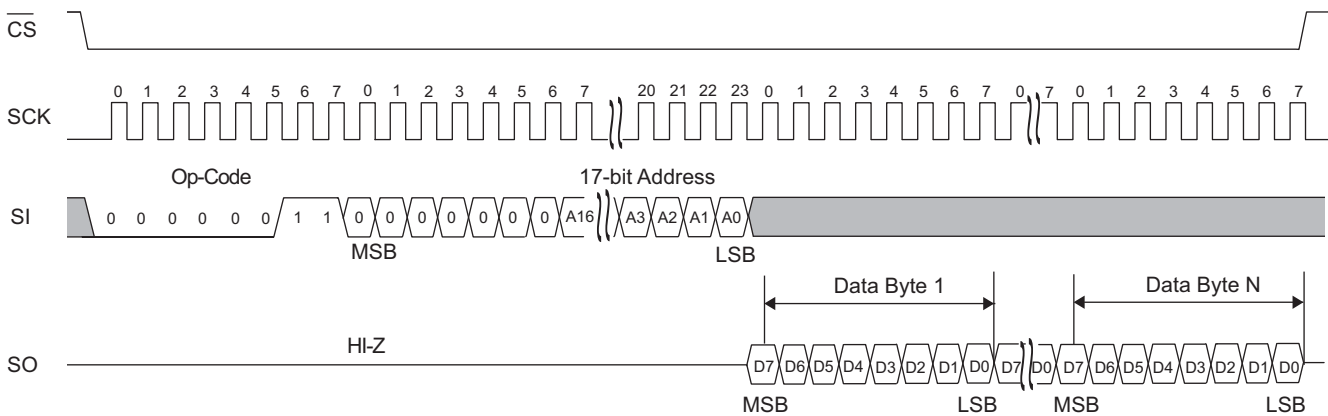 CS
0 1 2 3 4 5 6 7 0 1 2 3 4 5 6 7 20 21 22 23 0 1 2 3 4 5 6 7 0 7 0 1 2 3 4 5 6 7
SCK
Op-Code 17-bit Address
SI 0 0 0 0 0 0 1 1 0 0 0 0 0 0 0 A16 A3 A2 A1 A0
MSB LSB
Data Byte 1 Data Byte N
HI-Z
SO D7 D6 D5 D4 D3 D2 D1 D0 D7 D0 D7 D6 D5 D4 D3 D2 D1 D0
MSB LSB MSB LSB